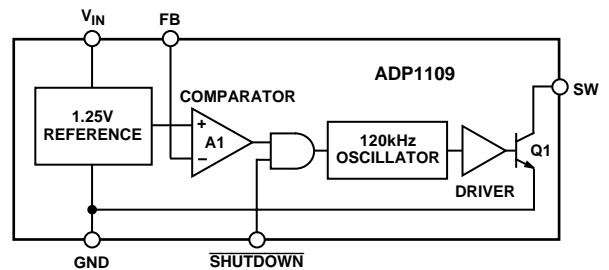 VIN
FB
ADP1109
SW
COMPARATOR
1.25V
REFERENCE
+
A1
−
120kHz
OSCILLATOR
Q1
DRIVER
GND
SHUTDOWN